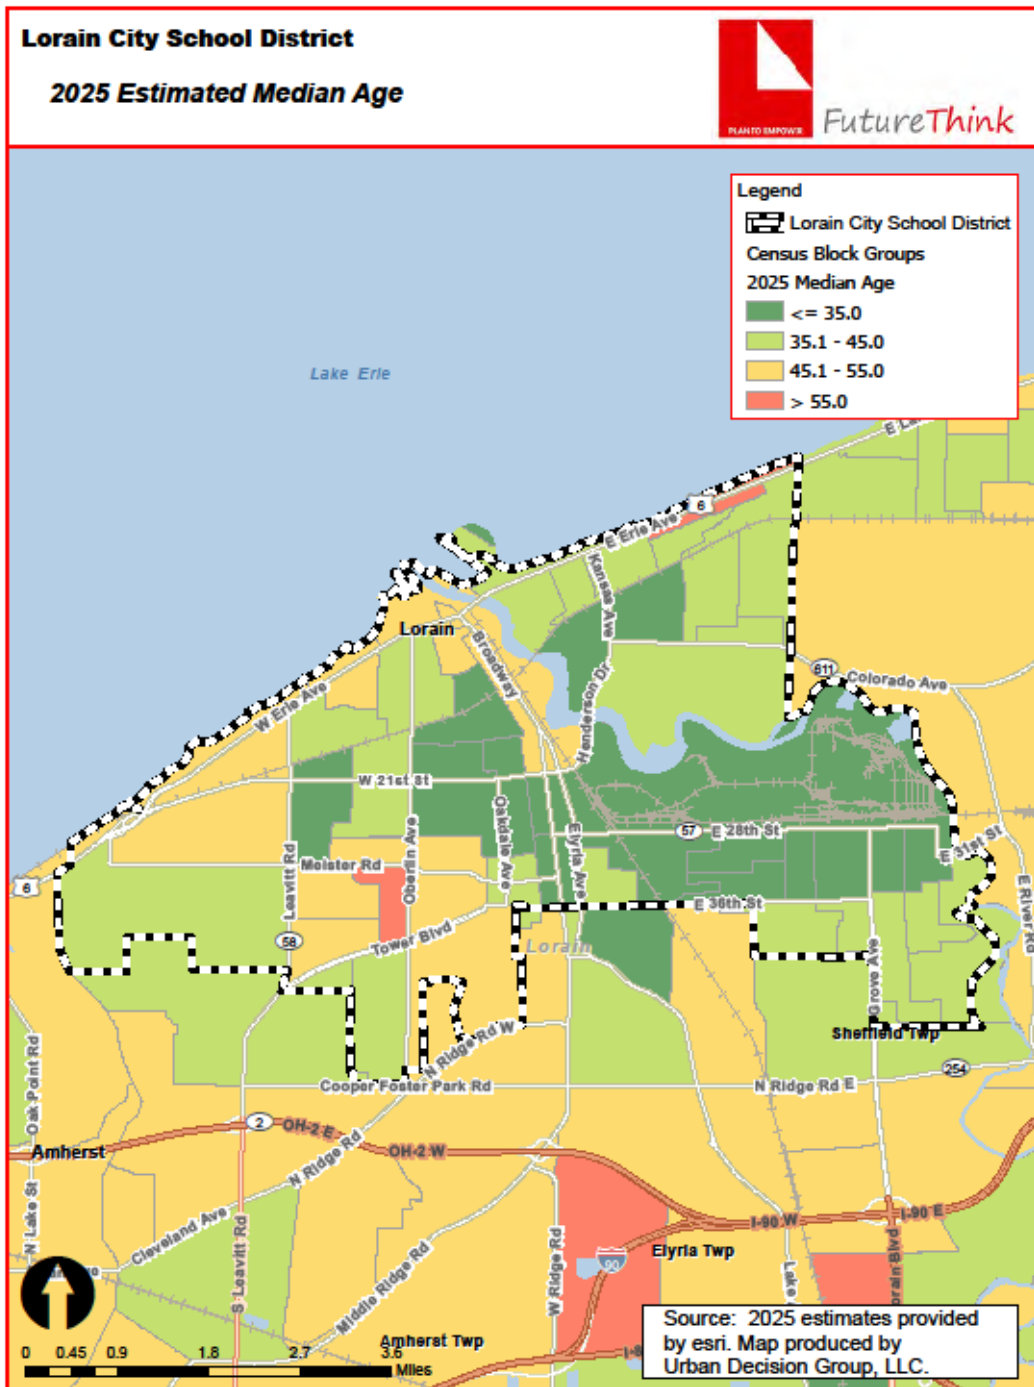 Lorain City School District
2025 Estimated Median Age
PLAN TO EMPOWER
FutureThink
Legend
Lorain City School District
Census Block Groups
2025 Median Age
<= 35.0
35.1 - 45.0
45.1 - 55.0
> 55.0
Lake Erie
6
E Erie Ave
Kansas Ave
Lorain
Broadway
Henderson Dr
611
Colorado Ave
W Erie Ave
W 21st St
Oakdale Ave
Elyria Ave
57
E 28th St
E 31st St
Meister Rd
Leavitt Rd
Oberlin Ave
6
E River Rd
E 36th St
58
Tower Blvd
Lorain
Grove Ave
Oak Point Rd
N Ridge Rd W
Sheffield Twp
Cooper Foster Park Rd
N Ridge Rd E
254
2
OH-2 E
OH-2 W
Amherst
N Ridge Rd
N Lake St
Cleveland Ave
I-90 W
I-90 E
S Leavitt Rd
Middle Ridge Rd
W Ridge Rd
90
Elyria Twp
Amherst Twp
0 0.45 0.9 1.8 2.7 3.6
Miles
Source: 2025 estimates provided
by esri. Map produced by
Urban Decision Group, LLC.